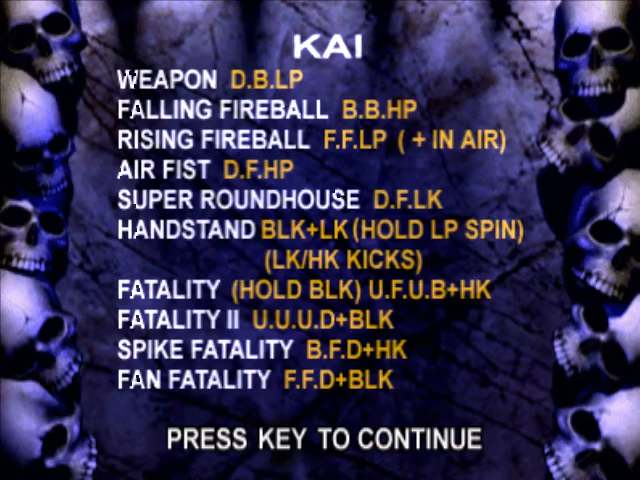 KAI
WEAPON D.B.LP
FALLING FIREBALL B.B.HP
RISING FIREBALL F.F.LP ( + IN AIR)
AIR FIST D.F.HP
SUPER ROUNDHOUSE D.F.LK
HANDSTAND BLK+LK (HOLD LP SPIN)
(LK/HK KICKS)
FATALITY (HOLD BLK) U.F.U.B+HK
FATALITY II U.U.U.D+BLK
SPIKE FATALITY B.F.D+HK
FAN FATALITY F.F.D+BLK
PRESS KEY TO CONTINUE